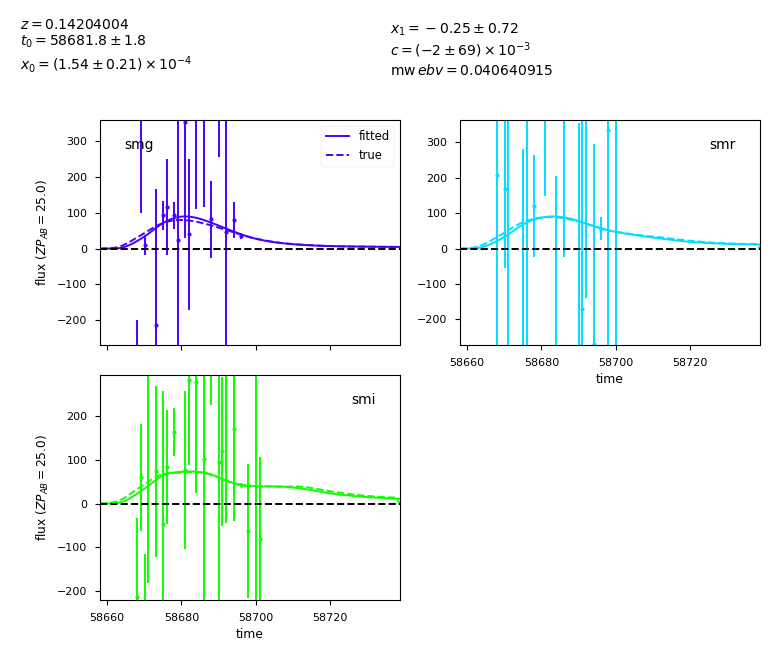 z = 0.14204004
t₀ = 58681.8 ± 1.8
x₀ = (1.54 ± 0.21) × 10⁻⁴
x₁ = −0.25 ± 0.72
c = (−2 ± 69) × 10⁻³
mw ebv = 0.040640915
smg
fitted
true
300
200
100
0
−100
−200
flux (ZP_AB = 25.0)
smr
300
200
100
0
−100
−200
58660 58680 58700 58720
time
smi
200
100
0
−100
−200
flux (ZP_AB = 25.0)
58660 58680 58700 58720
time